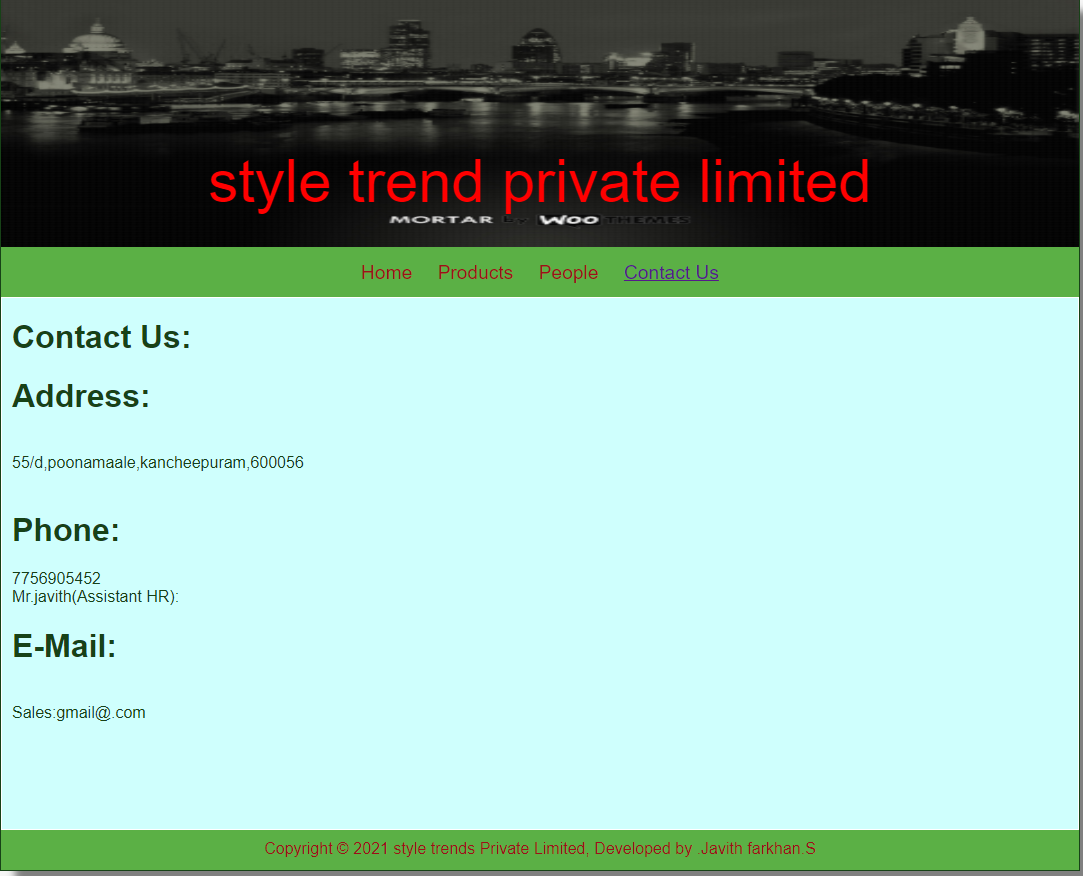 style trend private limited
MORTAR by WOO THEMES
Home Products People Contact Us
Contact Us:
Address:
55/d,poonamaale,kancheepuram,600056
Phone:
7756905452
Mr.javith(Assistant HR):
E-Mail:
Sales:gmail@.com
Copyright © 2021 style trends Private Limited, Developed by .Javith farkhan.S